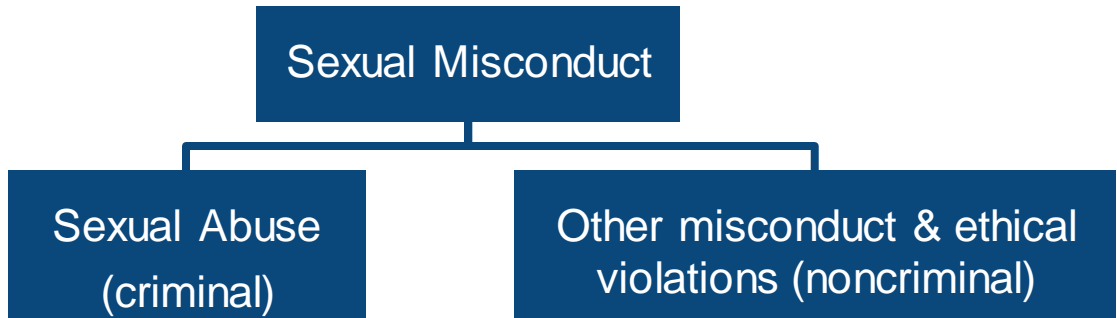 Sexual Misconduct
Sexual Abuse
(criminal)
Other misconduct & ethical
violations (noncriminal)